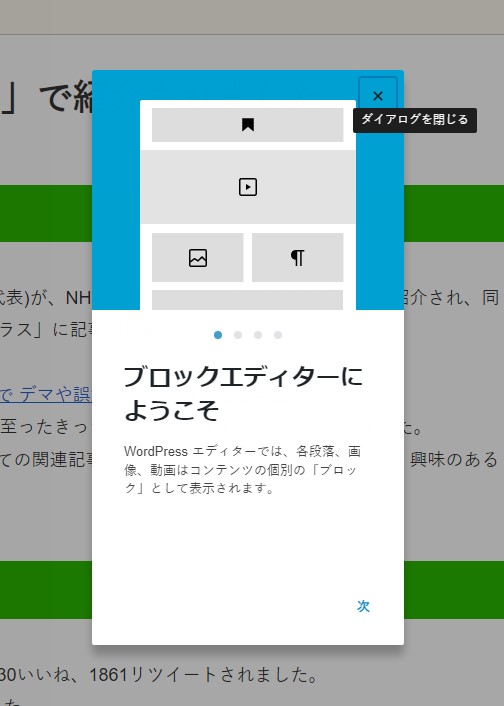 」で紹
ダイアログを閉じる
代表)が、NH
紹介され、同
ラス」に記
で デマや誤
至ったきっ
た。
ての関連記
興味のある
ブロックエディターに
ようこそ
WordPress エディターでは、各段落、画
像、動画はコンテンツの個別の「ブロッ
ク」として表示されます。
次
30いいね、1861リツイートされました。